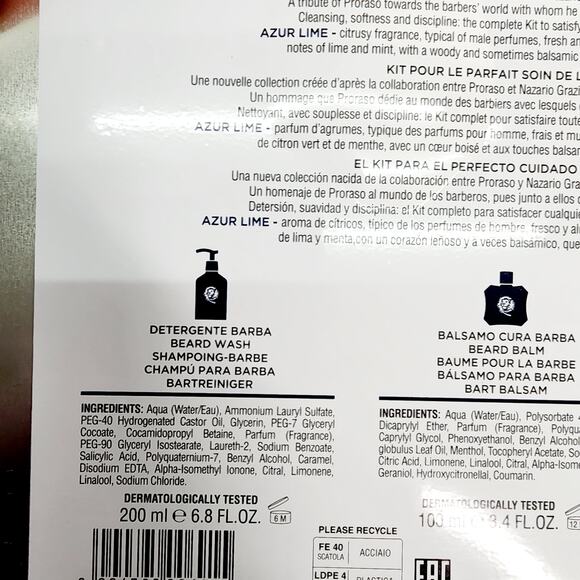 A tribute of Proraso towards the barbers' world with whom he
Cleansing, softness and discipline: the complete Kit to satisfy
AZUR LIME - citrusy fragrance, typical of male perfumes, fresh and
notes of lime and mint, with a woody and sometimes balsamic
KIT POUR LE PARFAIT SOIN DE L
Une nouvelle collection créée d'après la collaboration entre Proraso et Nazario Grazi
Un hommage que Proraso dédie au monde des barbiers avec lesquels
Nettoyant, avec souplesse et discipline: le Kit complet pour satisfaire toute
AZUR LIME - parfum d'agrumes, typique des parfums pour homme, frais et mu
de citron vert et de menthe, avec un cœur boisé et aux touches balsam
EL KIT PARA EL PERFECTO CUIDADO
Una nueva colección nacida de la colaboración entre Proraso y Nazario Gra
Un homenaje de Proraso al mundo de los barberos, pues junto a ellos
Detersión, suavidad y disciplina: el Kit completo para satisfacer cualquie
AZUR LIME - aroma de cítricos, típico de los perfumes de hombre, fresco y al
de lima y menta,con un corazón leñoso y a veces balsámico, que
DETERGENTE BARBA
BEARD WASH
SHAMPOING-BARBE
CHAMPÚ PARA BARBA
BARTREINIGER
INGREDIENTS: Aqua (Water/Eau), Ammonium Lauryl Sulfate,
PEG-40 Hydrogenated Castor Oil, Glycerin, PEG-7 Glyceryl
Cocoate, Cocamidopropyl Betaine, Parfum (Fragrance),
PEG-90 Glyceryl Isostearate, Laureth-2, Sodium Benzoate,
Salicylic Acid, Polyquaternium-7, Benzyl Alcohol, Caramel,
Disodium EDTA, Alpha-Isomethyl Ionone, Citral, Limonene,
Linalool, Sodium Chloride.
DERMATOLOGICALLY TESTED
200 ml e 6.8 FL.OZ. 6 M
BALSAMO CURA BARBA
BEARD BALM
BAUME POUR LA BARBE
BÁLSAMO PARA BARBA
BART BALSAM
INGREDIENTS: Aqua (Water/Eau), Polysorbate
Dicaprylyl Ether, Parfum (Fragrance), Polyqua
Caprylyl Glycol, Phenoxyethanol, Benzyl Alcohol
globulus Leaf Oil, Menthol, Tocopheryl Acetate, So
Citric Acid, Limonene, Linalool, Citral, Alpha-Isome
Geraniol, Hydroxycitronellal, Coumarin.
DERMATOLOGICALLY TESTED
100 ml e 3.4 FL.OZ. 12
PLEASE RECYCLE
FE 40
SCATOLA
ACCIAIO
LDPE 4
PLASTICA
EAC